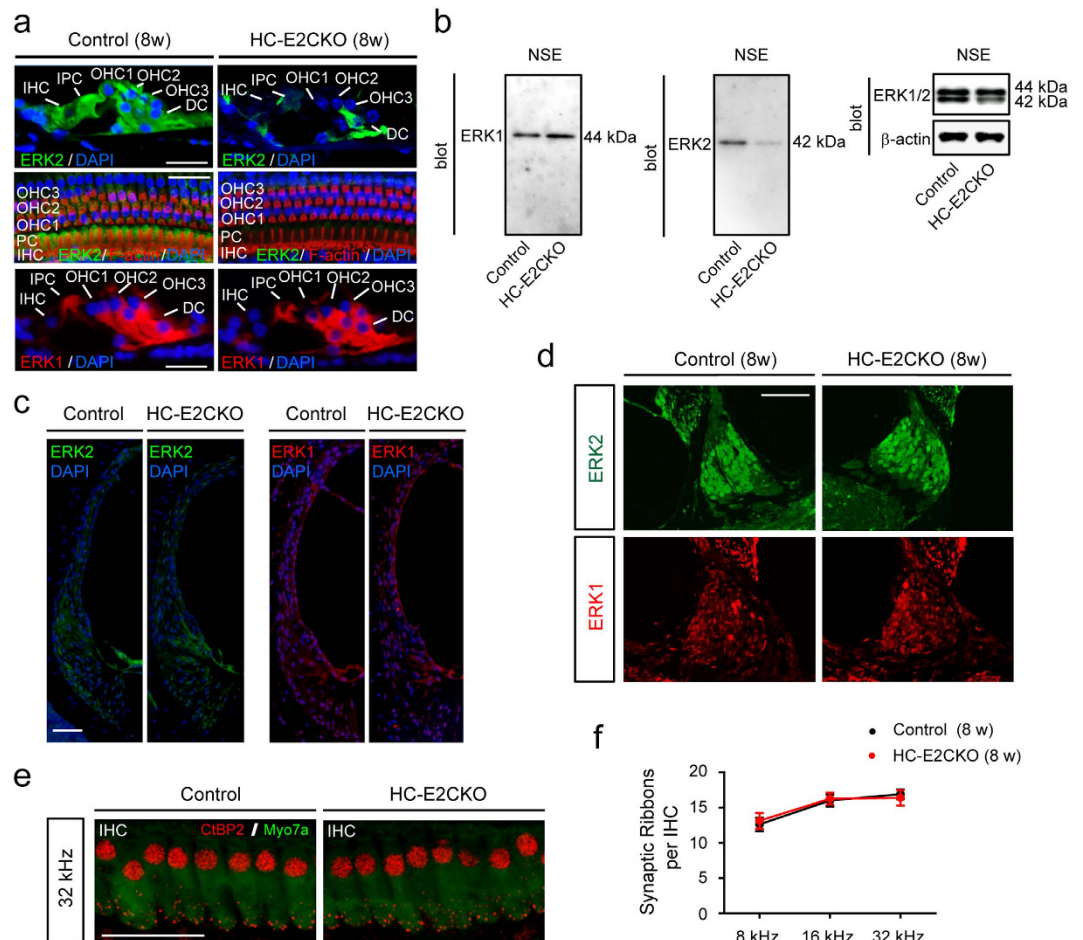 a
Control (8w)
HC-E2CKO (8w)
IHC IPC OHC1 OHC2 OHC3 DC
ERK2/DAPI
IHC IPC OHC1 OHC2 OHC3 DC
ERK2/DAPI
OHC3
OHC2
OHC1
PC
IHC ERK2/F-actin/DAPI
OHC3
OHC2
OHC1
PC
IHC ERK2/F-actin/DAPI
IHC IPC OHC1 OHC2 OHC3 DC
ERK1/DAPI
IHC IPC OHC1 OHC2 OHC3 DC
ERK1/DAPI
b
NSE
blot
ERK1
44 kDa
Control
HC-E2CKO
NSE
blot
ERK2
42 kDa
Control
HC-E2CKO
NSE
blot
ERK1/2
44 kDa
42 kDa
β-actin
Control
HC-E2CKO
c
Control HC-E2CKO
ERK2 ERK2
DAPI DAPI
Control HC-E2CKO
ERK1 ERK1
DAPI DAPI
d
Control (8w) HC-E2CKO (8w)
ERK2
ERK1
e
Control HC-E2CKO
32 kHz
IHC CtBP2 / Myo7a
IHC
f
Control (8 w)
HC-E2CKO (8 w)
Synaptic Ribbons
per IHC
20
15
10
5
0
8 kHz 16 kHz 32 kHz